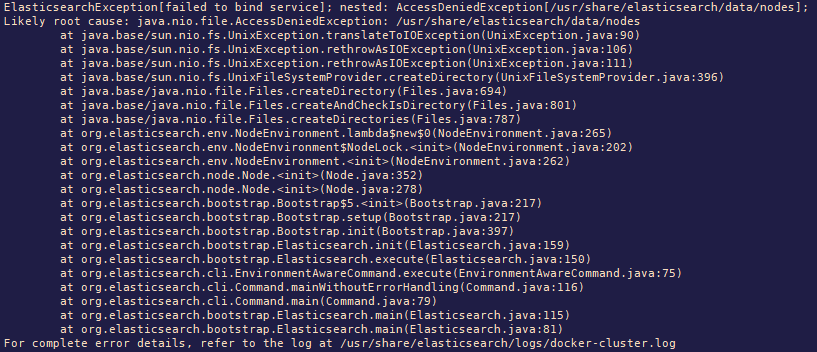 ElasticsearchException[failed to bind service]; nested: AccessDeniedException[/usr/share/elasticsearch/data/nodes];
Likely root cause: java.nio.file.AccessDeniedException: /usr/share/elasticsearch/data/nodes
at java.base/sun.nio.fs.UnixException.translateToIOException(UnixException.java:90)
at java.base/sun.nio.fs.UnixException.rethrowAsIOException(UnixException.java:106)
at java.base/sun.nio.fs.UnixException.rethrowAsIOException(UnixException.java:111)
at java.base/sun.nio.fs.UnixFileSystemProvider.createDirectory(UnixFileSystemProvider.java:396)
at java.base/java.nio.file.Files.createDirectory(Files.java:694)
at java.base/java.nio.file.Files.createAndCheckIsDirectory(Files.java:801)
at java.base/java.nio.file.Files.createDirectories(Files.java:787)
at org.elasticsearch.env.NodeEnvironment.lambda$new$0(NodeEnvironment.java:265)
at org.elasticsearch.env.NodeEnvironment$NodeLock.<init>(NodeEnvironment.java:202)
at org.elasticsearch.env.NodeEnvironment.<init>(NodeEnvironment.java:262)
at org.elasticsearch.node.Node.<init>(Node.java:352)
at org.elasticsearch.node.Node.<init>(Node.java:278)
at org.elasticsearch.bootstrap.Bootstrap$5.<init>(Bootstrap.java:217)
at org.elasticsearch.bootstrap.Bootstrap.setup(Bootstrap.java:217)
at org.elasticsearch.bootstrap.Bootstrap.init(Bootstrap.java:397)
at org.elasticsearch.bootstrap.Elasticsearch.init(Elasticsearch.java:159)
at org.elasticsearch.bootstrap.Elasticsearch.execute(Elasticsearch.java:150)
at org.elasticsearch.cli.EnvironmentAwareCommand.execute(EnvironmentAwareCommand.java:75)
at org.elasticsearch.cli.Command.mainWithoutErrorHandling(Command.java:116)
at org.elasticsearch.cli.Command.main(Command.java:79)
at org.elasticsearch.bootstrap.Elasticsearch.main(Elasticsearch.java:115)
at org.elasticsearch.bootstrap.Elasticsearch.main(Elasticsearch.java:81)
For complete error details, refer to the log at /usr/share/elasticsearch/logs/docker-cluster.log